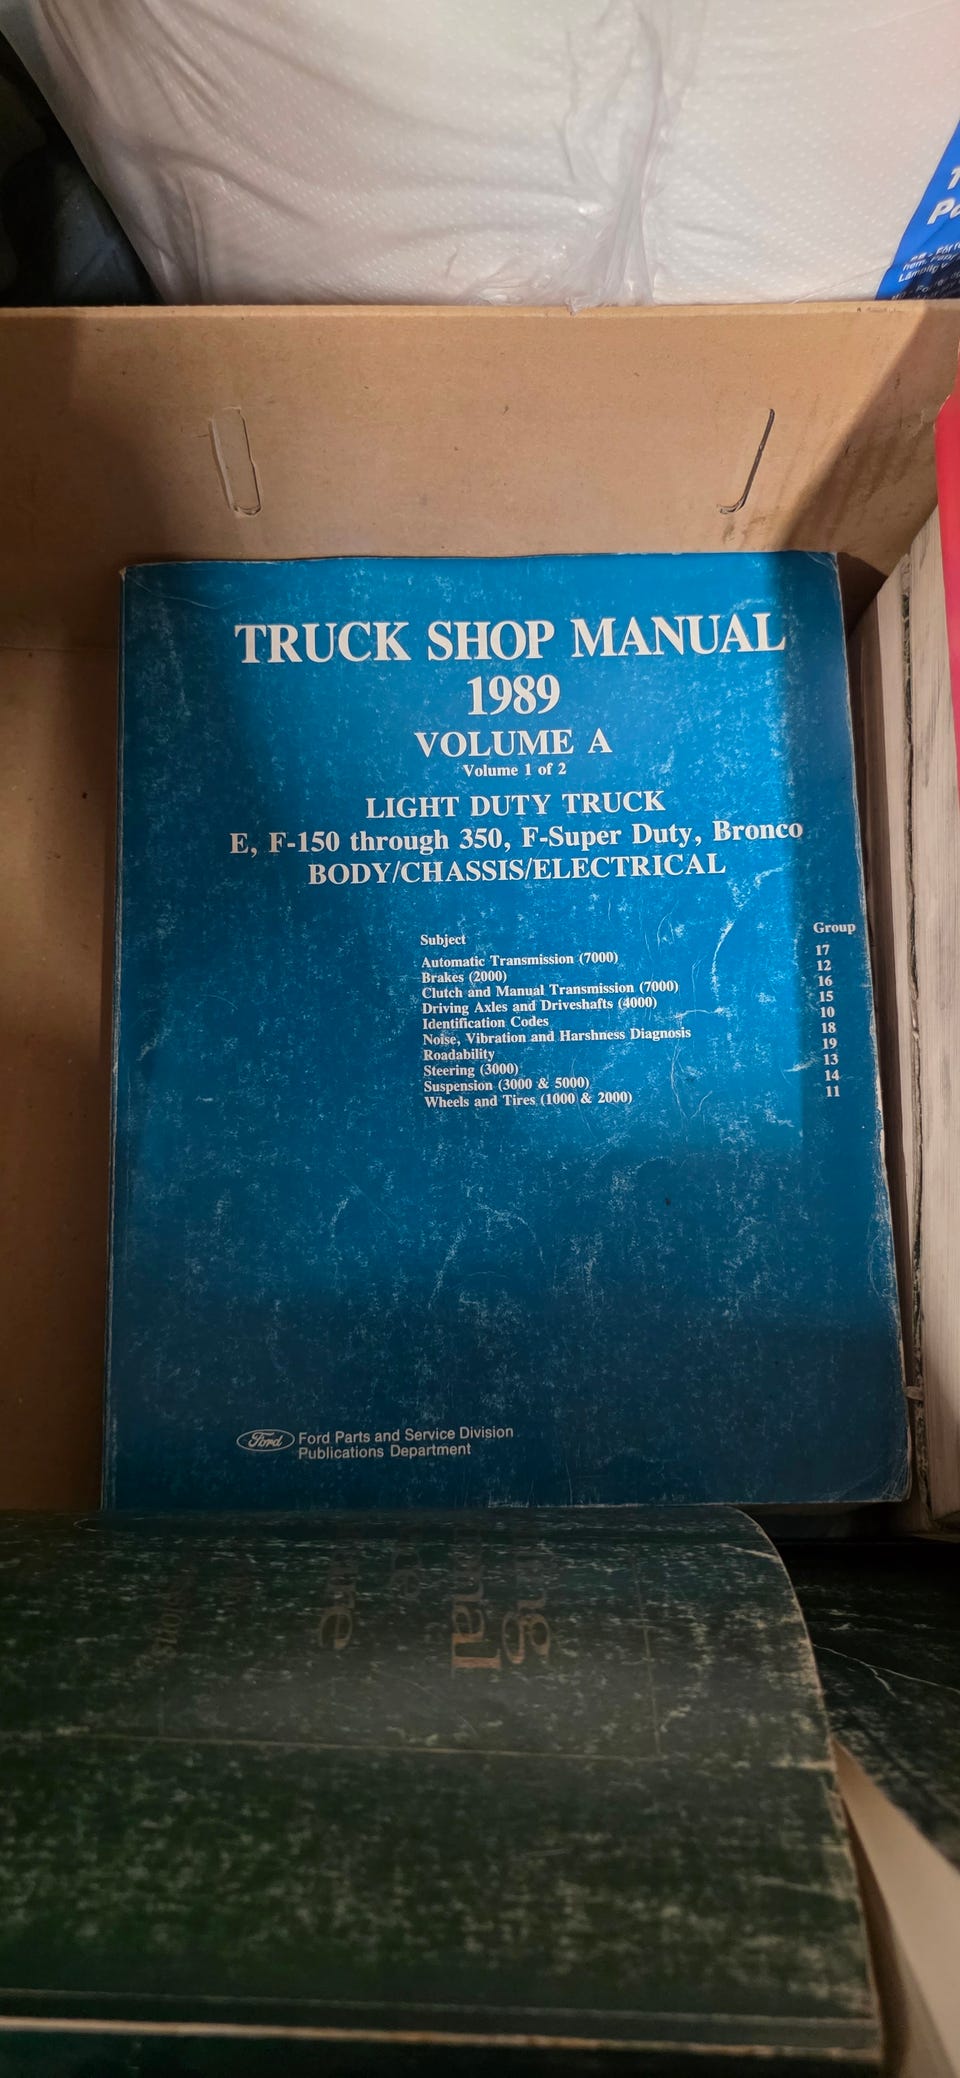 TRUCK SHOP MANUAL
1989
VOLUME A
Volume 1 of 2
LIGHT DUTY TRUCK
E, F-150 through 350, F-Super Duty, Bronco
BODY/CHASSIS/ELECTRICAL
Subject Group
Automatic Transmission (7000) 17
Brakes (2000) 12
Clutch and Manual Transmission (7000) 16
Driving Axles and Driveshafts (4000) 15
Identification Codes 10
Noise, Vibration and Harshness Diagnosis 18
Roadability 19
Steering (3000) 13
Suspension (3000 & 5000) 14
Wheels and Tires (1000 & 2000) 11
Ford Ford Parts and Service Division
Publications Department